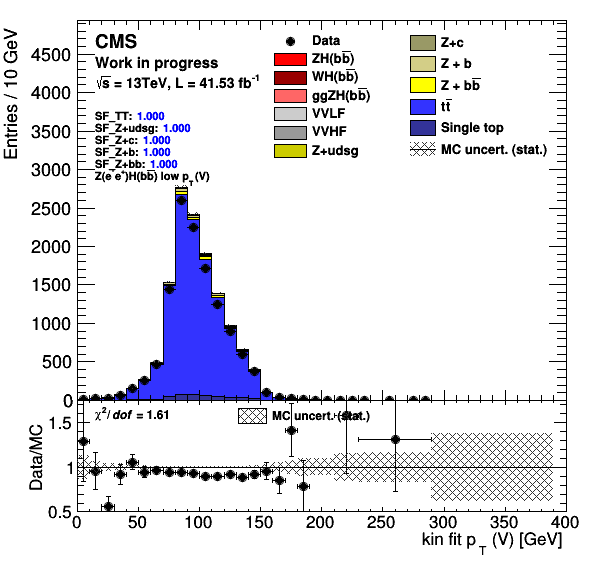 CMS
Work in progress
√s = 13TeV, L = 41.53 fb⁻¹
SF_TT: 1.000
SF_Z+udsg: 1.000
SF_Z+c: 1.000
SF_Z+b: 1.000
SF_Z+bb: 1.000
Z(e⁻e⁺)H(bb̅) low p_T(V)
Data
ZH(bb̅)
WH(bb̅)
ggZH(bb̅)
VVLF
VVHF
Z+udsg
Z+c
Z + b
Z + bb̅
tt̅
Single top
MC uncert. (stat.)
Entries / 10 GeV
4500
4000
3500
3000
2500
2000
1500
1000
500
0
χ²/dof = 1.61
MC uncert. (stat.)
Data/MC
1.5
1
0.5
0 50 100 150 200 250 300 350 400
kin fit p_T (V) [GeV]